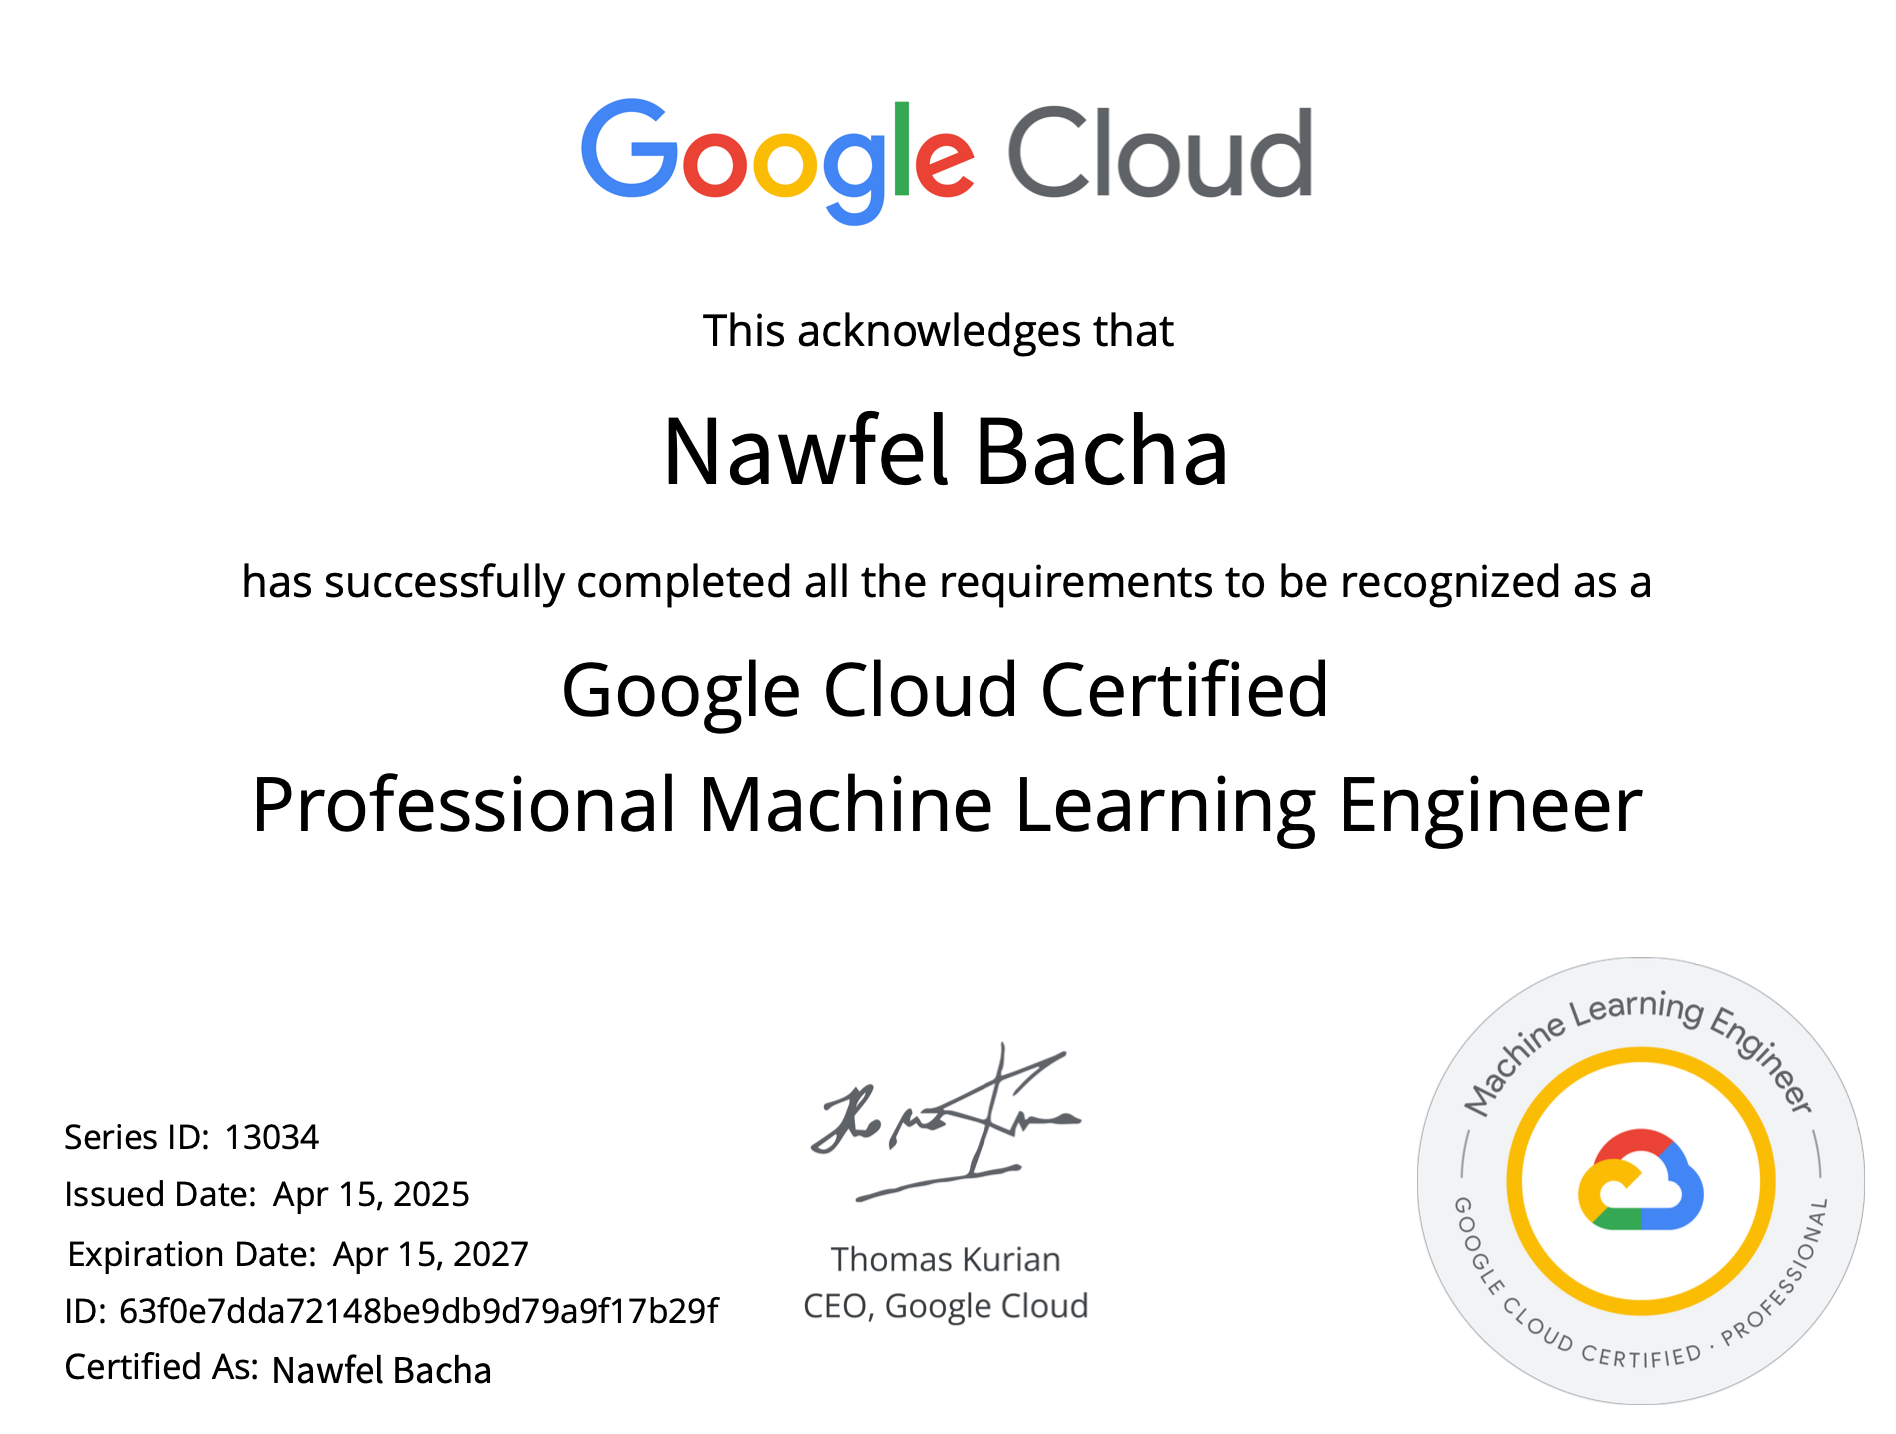 Google Cloud
This acknowledges that
Nawfel Bacha
has successfully completed all the requirements to be recognized as a
Google Cloud Certified
Professional Machine Learning Engineer
Series ID: 13034
Issued Date: Apr 15, 2025
Expiration Date: Apr 15, 2027
ID: 63f0e7dda72148be9db9d79a9f17b29f
Certified As: Nawfel Bacha
Thomas Kurian
CEO, Google Cloud
Machine Learning Engineer
GOOGLE CLOUD CERTIFIED · PROFESSIONAL